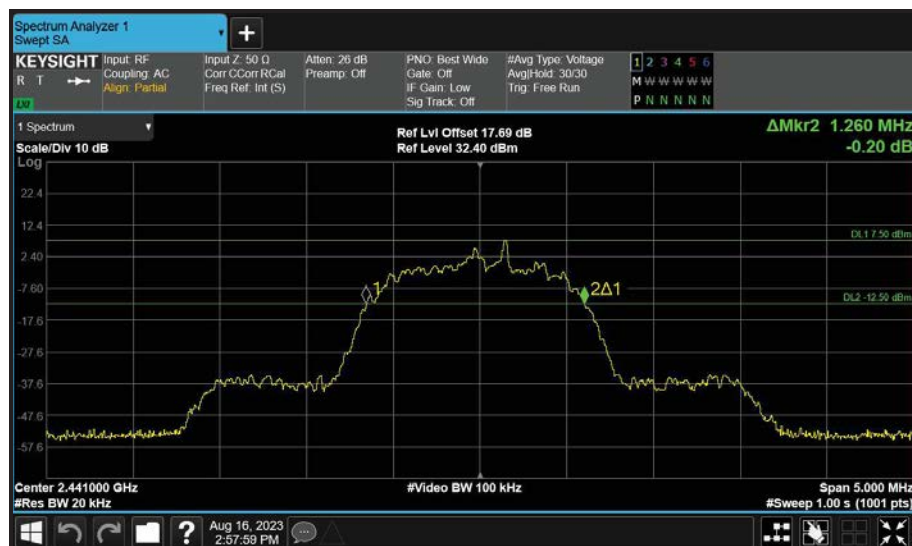 Spectrum Analyzer 1
Swept SA
+
KEYSIGHT
R T
LXI
Input: RF
Coupling: AC
Align: Partial
Input Z: 50 Ω
Corr CCorr RCal
Freq Ref: Int (S)
Atten: 26 dB
Preamp: Off
PNO: Best Wide
Gate: Off
IF Gain: Low
Sig Track: Off
#Avg Type: Voltage
Avg|Hold: 30/30
Trig: Free Run
1 2 3 4 5 6
M W W W W W
P N N N N N
1 Spectrum
Scale/Div 10 dB
Ref Lvl Offset 17.69 dB
Ref Level 32.40 dBm
ΔMkr2 1.260 MHz
-0.20 dB
Log
22.4
12.4
DL1 7.50 dBm
2.40
-7.60
1
2Δ1
DL2 -12.50 dBm
-17.6
-27.6
-37.6
-47.6
-57.6
Center 2.441000 GHz
#Res BW 20 kHz
#Video BW 100 kHz
Span 5.000 MHz
#Sweep 1.00 s (1001 pts)
?
Aug 16, 2023
2:57:59 PM